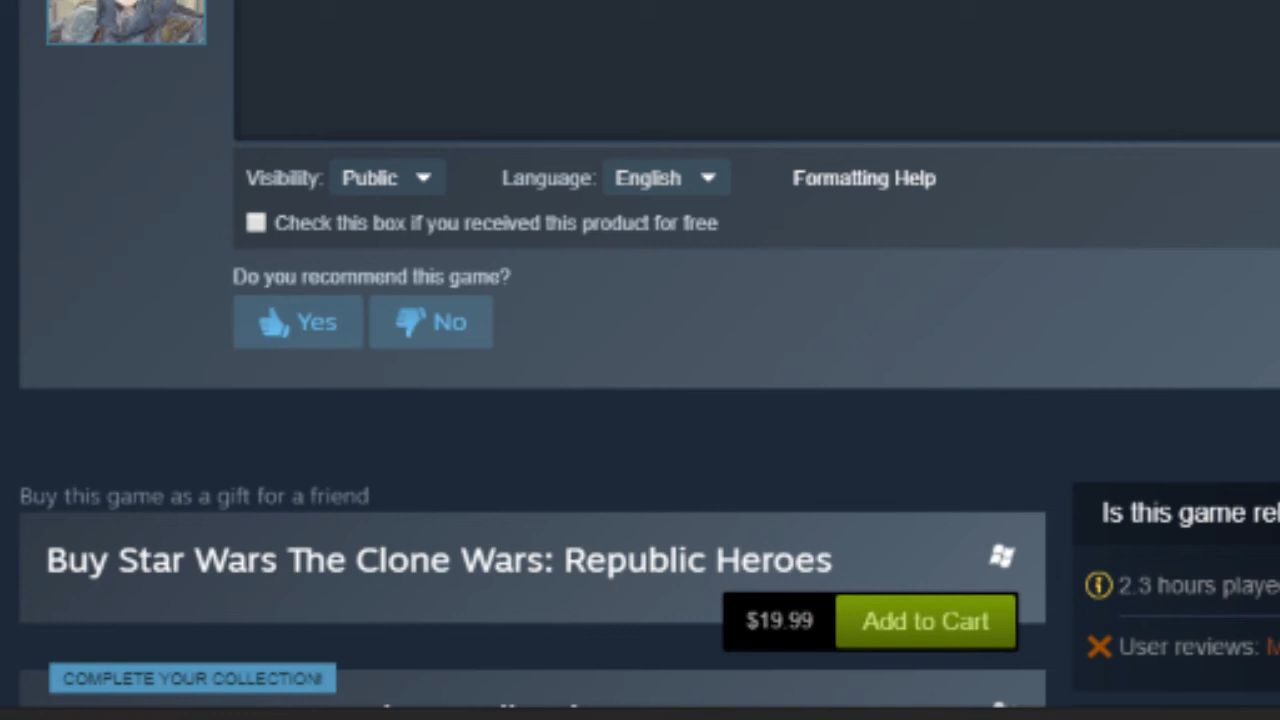 Visibility: Public
Language: English
Formatting Help
Check this box if you received this product for free
Do you recommend this game?
Yes
No
Buy this game as a gift for a friend
Buy Star Wars The Clone Wars: Republic Heroes
$19.99
Add to Cart
COMPLETE YOUR COLLECTION!
Is this game
2.3 hours
User reviews: